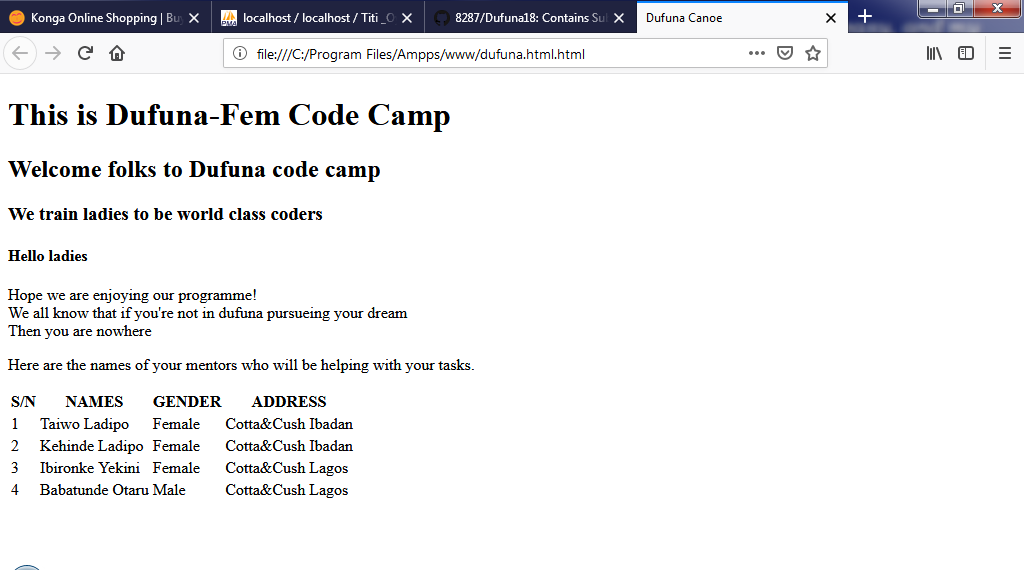 Konga Online Shopping | Bu
localhost / localhost / Titi _O
8287/Dufuna18: Contains Sul
Dufuna Canoe
file:///C:/Program Files/Ampps/www/dufuna.html.html
This is Dufuna-Fem Code Camp
Welcome folks to Dufuna code camp
We train ladies to be world class coders
Hello ladies
Hope we are enjoying our programme!
We all know that if you're not in dufuna pursueing your dream
Then you are nowhere
Here are the names of your mentors who will be helping with your tasks.
S/N NAMES GENDER ADDRESS
1 Taiwo Ladipo Female Cotta&Cush Ibadan
2 Kehinde Ladipo Female Cotta&Cush Ibadan
3 Ibironke Yekini Female Cotta&Cush Lagos
4 Babatunde Otaru Male Cotta&Cush Lagos